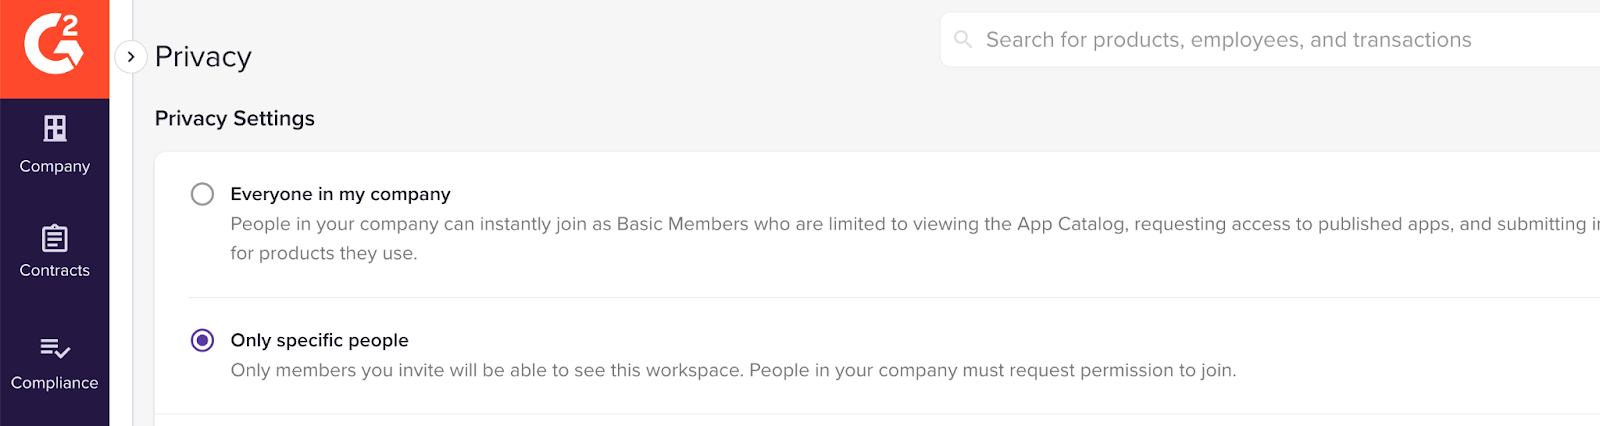 G2
Privacy
Search for products, employees, and transactions
Privacy Settings
Company
Everyone in my company
People in your company can instantly join as Basic Members who are limited to viewing the App Catalog, requesting access to published apps, and submitting
for products they use.
Contracts
Only specific people
Only members you invite will be able to see this workspace. People in your company must request permission to join.
Compliance